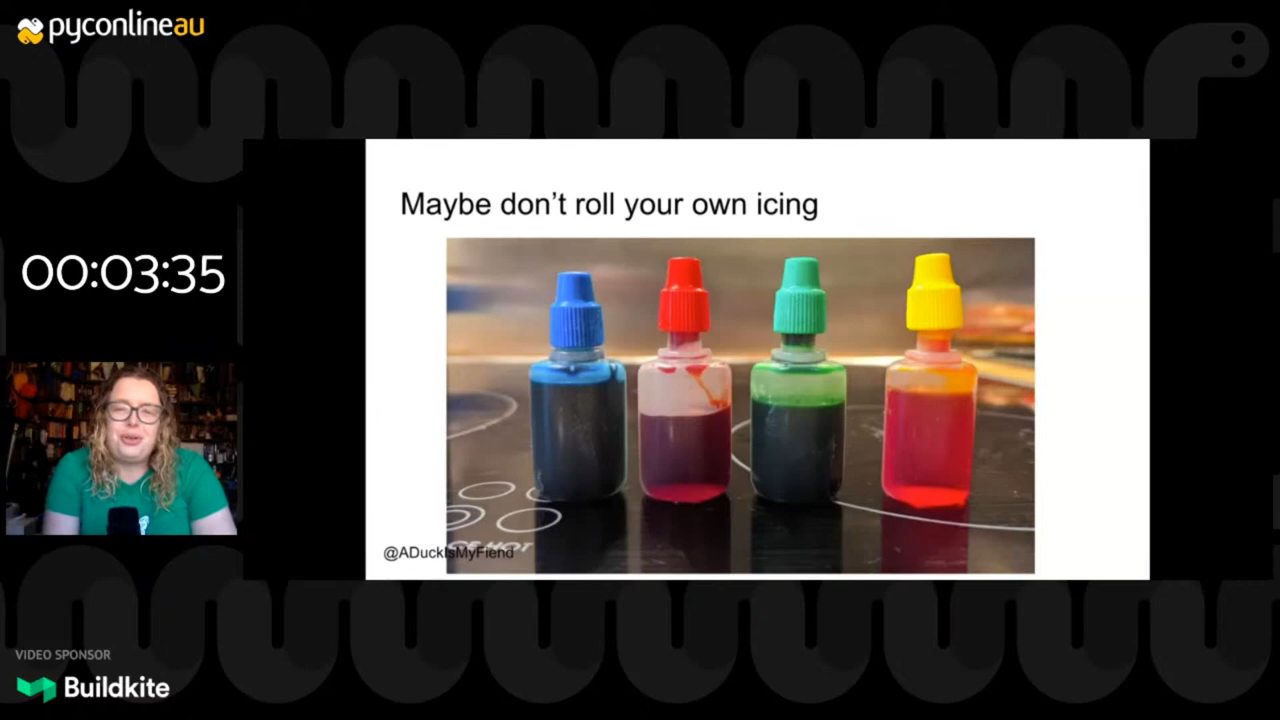 pyconlineau
Maybe don't roll your own icing
00:03:35
@ADuckIsMyFiend
VIDEO SPONSOR
Buildkite